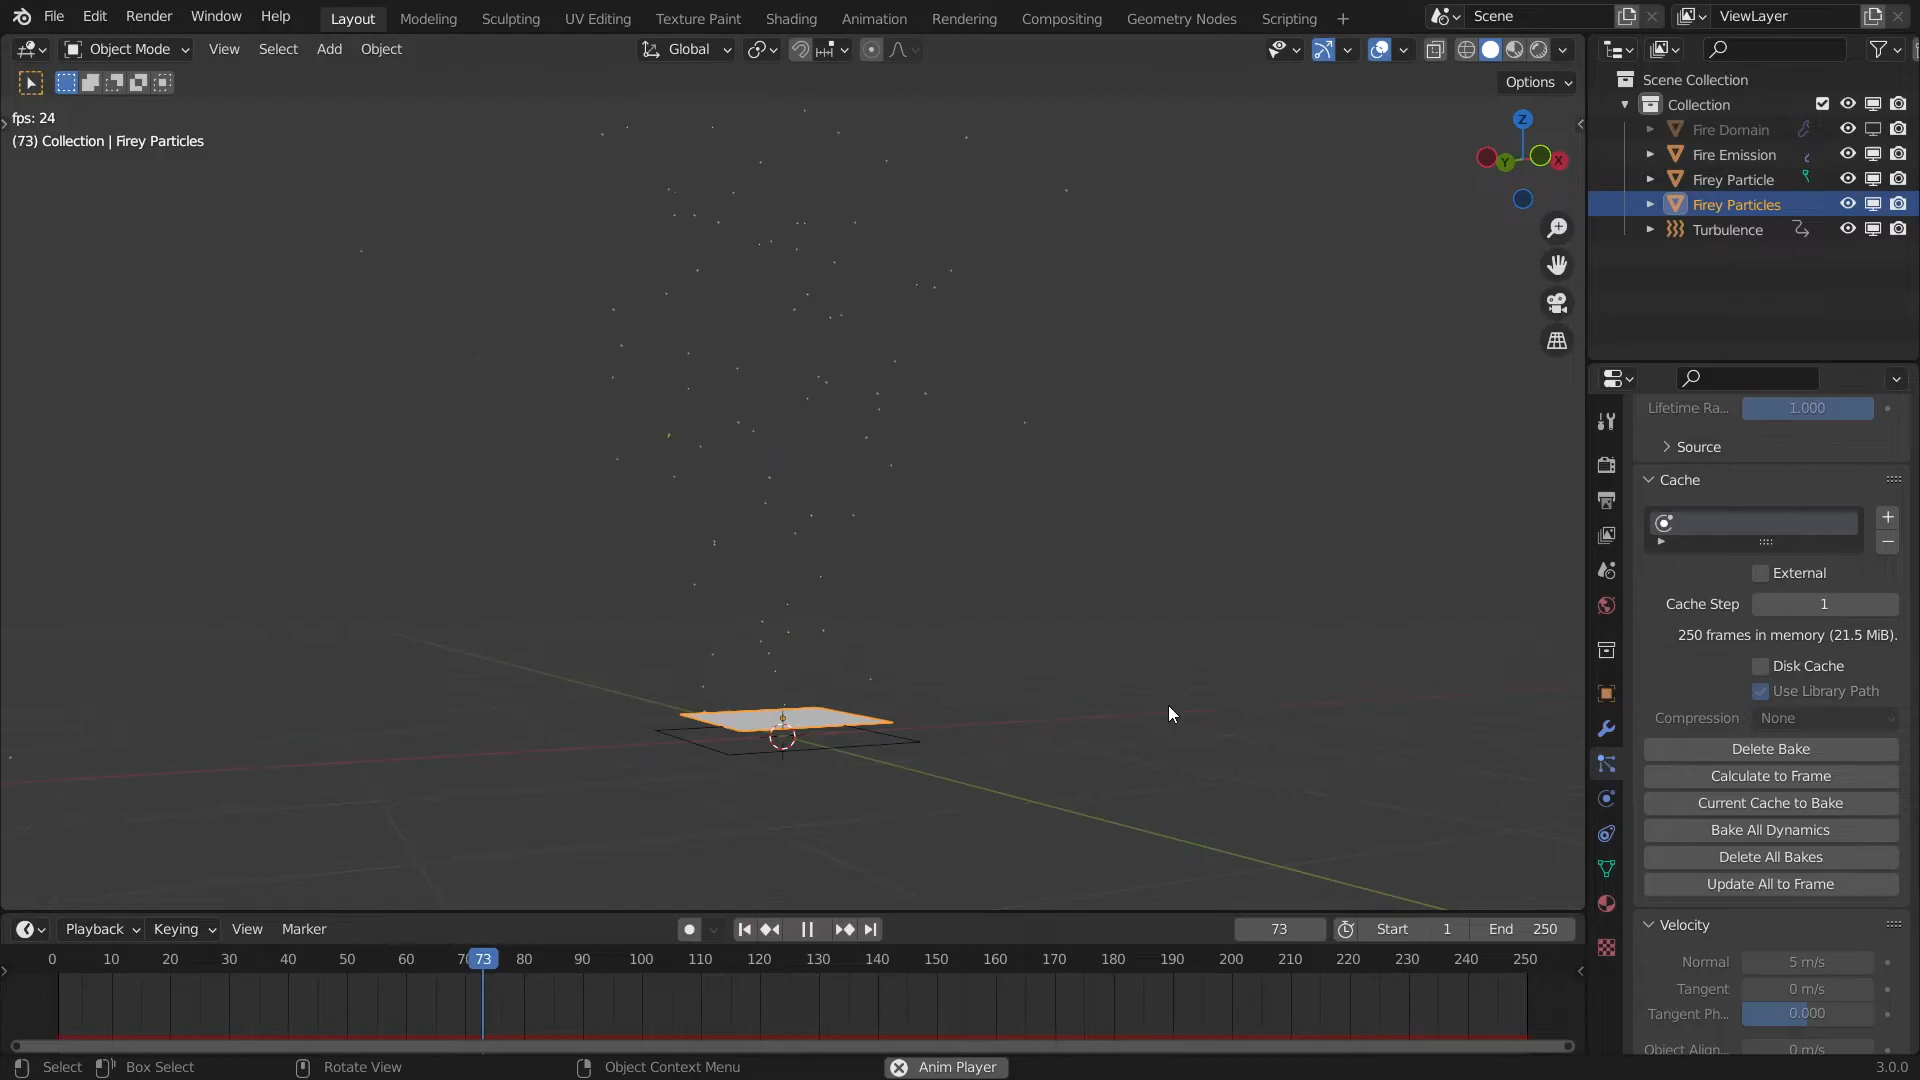 File Edit Render Window Help Layout Modeling Sculpting UV Editing Texture Paint Shading Animation Rendering Compositing Geometry Nodes Scripting + Scene ViewLayer
Object Mode View Select Add Object Global
Options
fps: 24
(73) Collection | Firey Particles
Z
Y
X
Scene Collection
Collection
Fire Domain
Fire Emission
Firey Particle
Firey Particles
Turbulence
Lifetime Ra... 1.000
Source
Cache
External
Cache Step 1
250 frames in memory (21.5 MiB).
Disk Cache
Use Library Path
Compression None
Delete Bake
Calculate to Frame
Current Cache to Bake
Bake All Dynamics
Delete All Bakes
Update All to Frame
Velocity
Normal 5 m/s
Tangent 0 m/s
Tangent Ph... 0.000
Object Align... 0 m/s
Playback Keying View Marker 73 Start 1 End 250
0 10 20 30 40 50 60 73 80 90 100 110 120 130 140 150 160 170 180 190 200 210 220 230 240 250
Select Box Select Rotate View Object Context Menu Anim Player 3.0.0